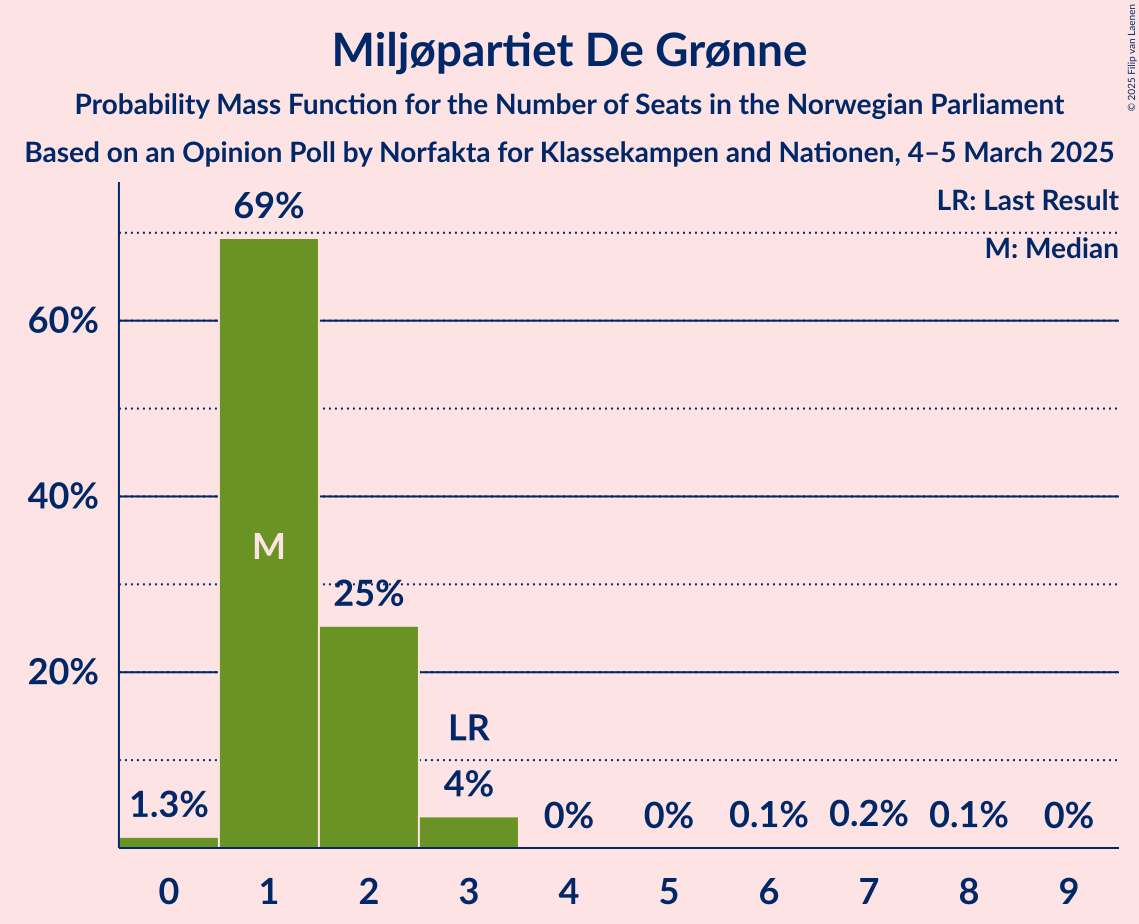 Miljøpartiet De Grønne
Probability Mass Function for the Number of Seats in the Norwegian Parliament
Based on an Opinion Poll by Norfakta for Klassekampen and Nationen, 4–5 March 2025
© 2025 Filip van Laenen
LR: Last Result
M: Median
69%
60%
40%
M
25%
20%
LR
4%
1.3%
0%
0%
0.1%
0.2%
0.1%
0%
0 1 2 3 4 5 6 7 8 9